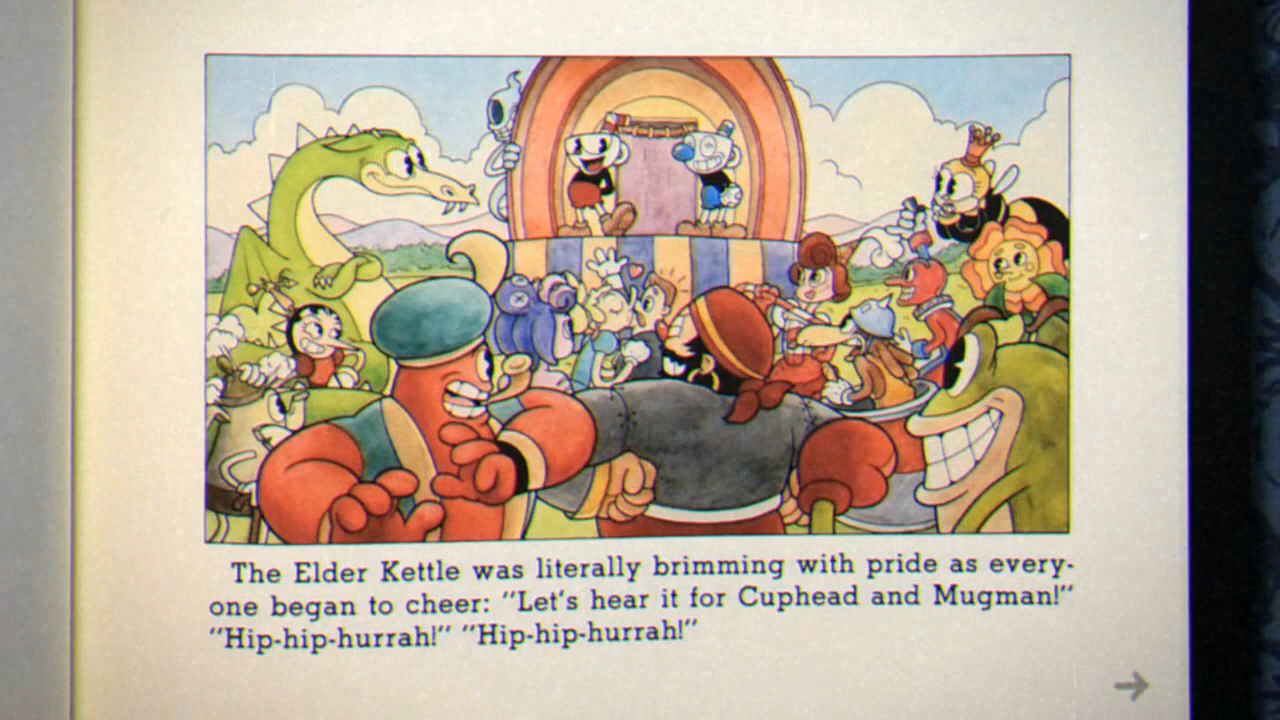 The Elder Kettle was literally brimming with pride as every-
one began to cheer: “Let's hear it for Cuphead and Mugman!”
“Hip-hip-hurrah!” “Hip-hip-hurrah!”